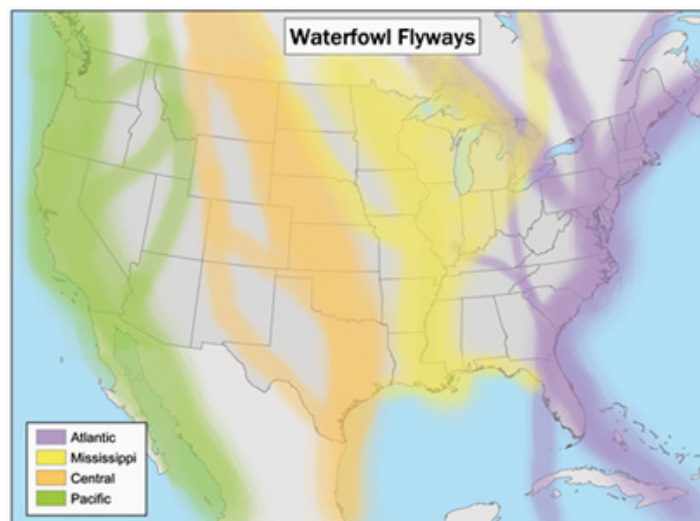 Waterfowl Flyways
Atlantic
Mississippi
Central
Pacific